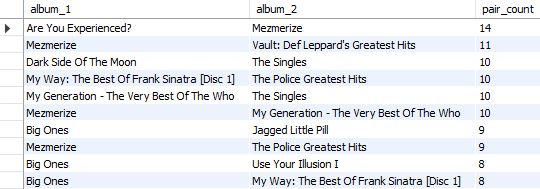 album_1 album_2 pair_count
Are You Experienced? Mezmerize 14
Mezmerize Vault: Def Leppard's Greatest Hits 11
Dark Side Of The Moon The Singles 10
My Way: The Best Of Frank Sinatra [Disc 1] The Police Greatest Hits 10
My Generation - The Very Best Of The Who The Singles 10
Mezmerize My Generation - The Very Best Of The Who 10
Big Ones Jagged Little Pill 9
Mezmerize The Police Greatest Hits 9
Big Ones Use Your Illusion I 8
Big Ones My Way: The Best Of Frank Sinatra [Disc 1] 8